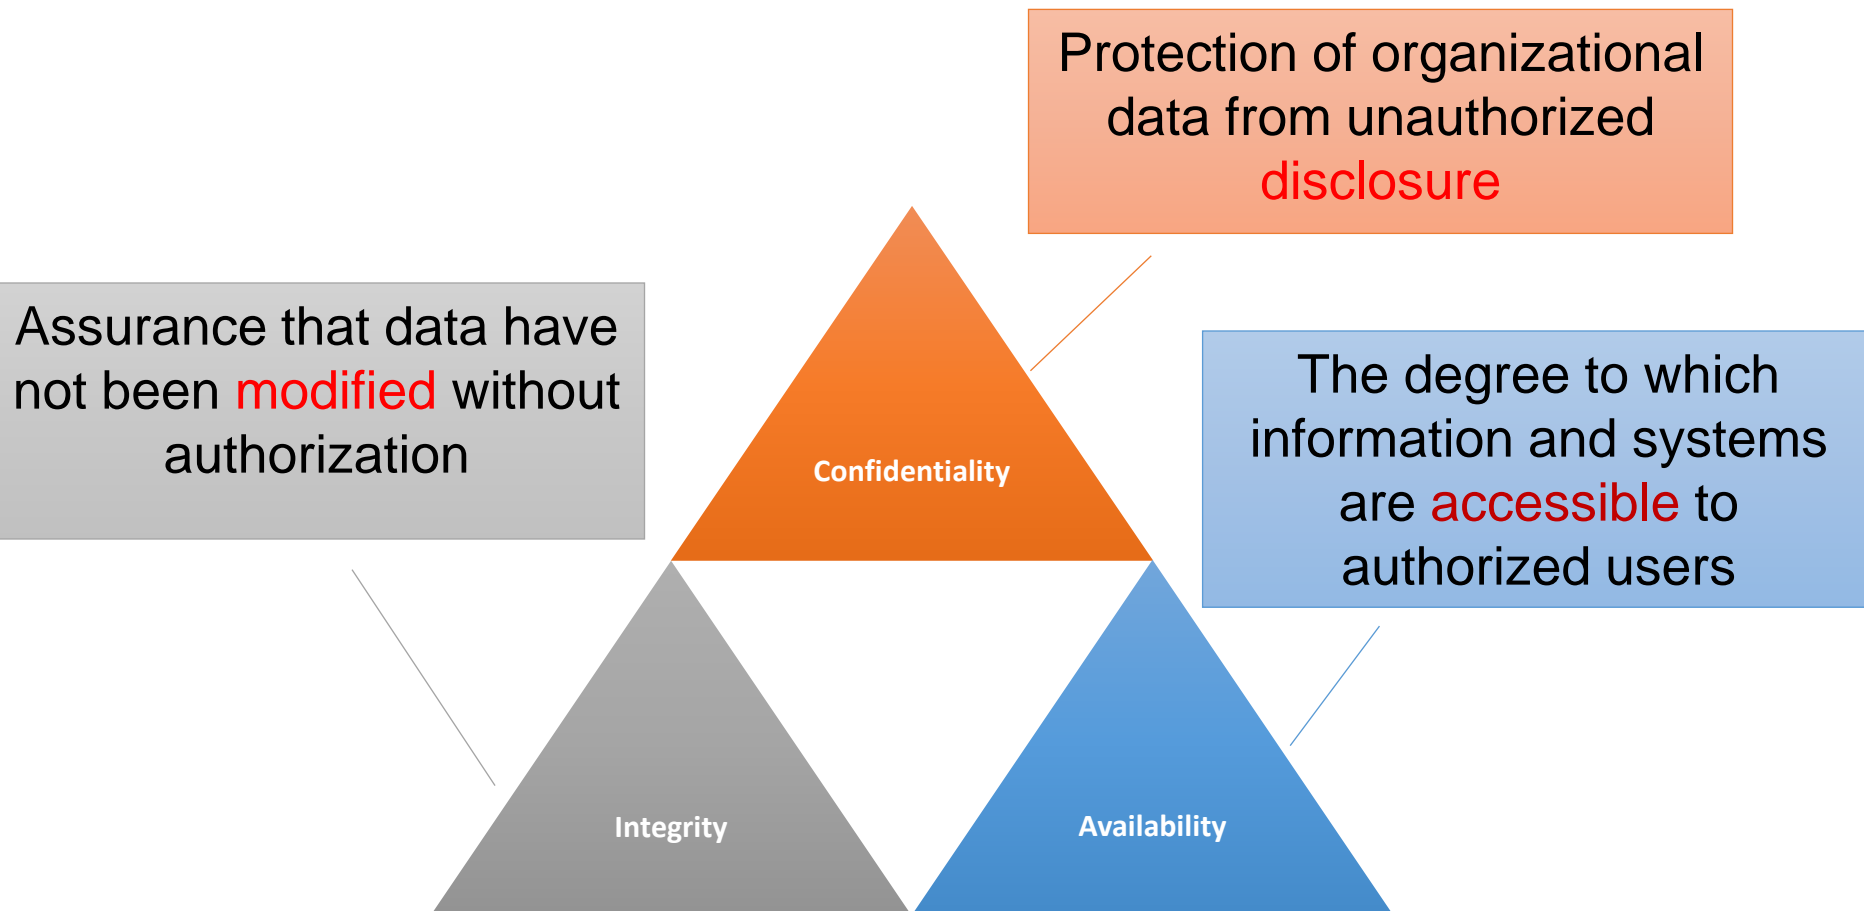 Protection of organizational
data from unauthorized
disclosure
Assurance that data have
not been modified without
authorization
The degree to which
information and systems
are accessible to
authorized users
Confidentiality
Integrity
Availability